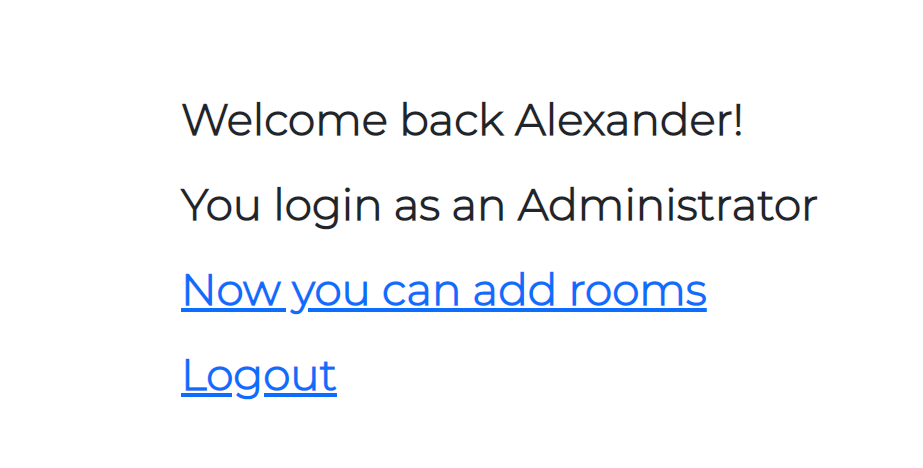 Welcome back Alexander!
You login as an Administrator
Now you can add rooms
Logout